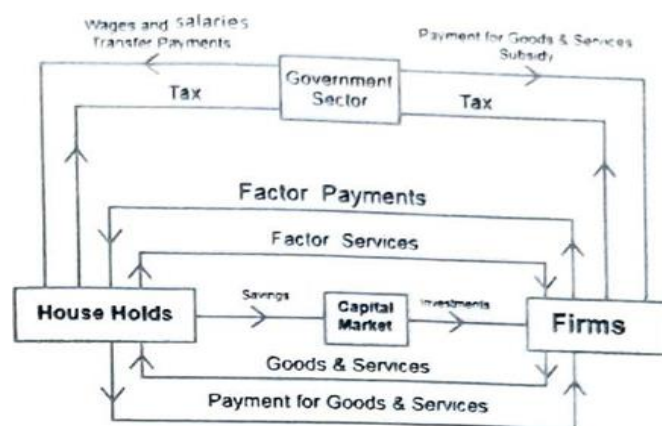 Wages and salaries
Transfer Payments
Payment for Goods & Services
Subsidy
Government
Sector
Tax
Tax
Factor Payments
Factor Services
House Holds
Savings
Capital
Market
Investments
Firms
Goods & Services
Payment for Goods & Services